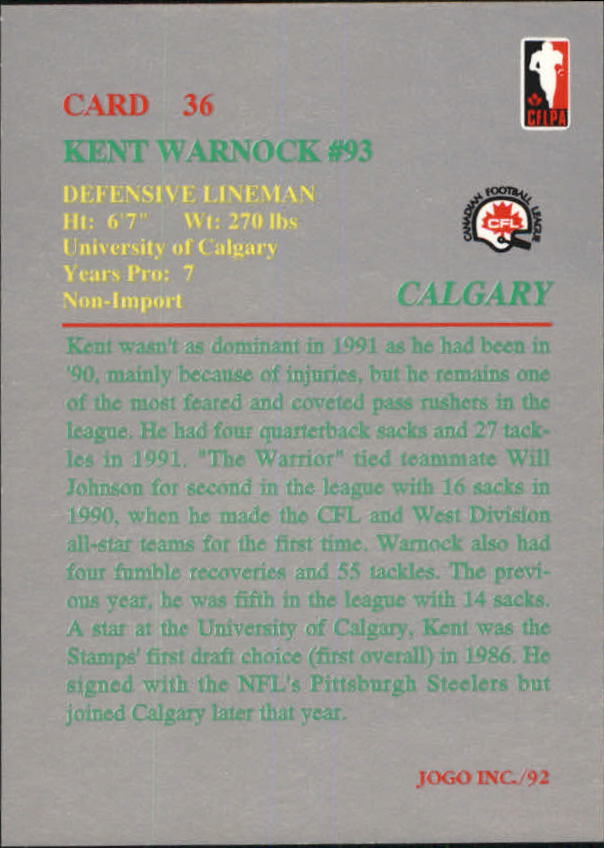 CFLPA
CARD 36
KENT WARNOCK #93
DEFENSIVE LINEMAN
Ht: 6'7" Wt: 270 lbs
University of Calgary
Years Pro: 7
Non-Import
CANADIAN FOOTBALL LEAGUE
CFL
CALGARY
Kent wasn't as dominant in 1991 as he had been in
'90, mainly because of injuries, but he remains one
of the most feared and coveted pass rushers in the
league. He had four quarterback sacks and 27 tack-
les in 1991. "The Warrior" tied teammate Will
Johnson for second in the league with 16 sacks in
1990, when he made the CFL and West Division
all-star teams for the first time. Warnock also had
four fumble recoveries and 55 tackles. The previ-
ous year, he was fifth in the league with 14 sacks.
A star at the University of Calgary, Kent was the
Stamps' first draft choice (first overall) in 1986. He
signed with the NFL's Pittsburgh Steelers but
joined Calgary later that year.
JOGO INC./92